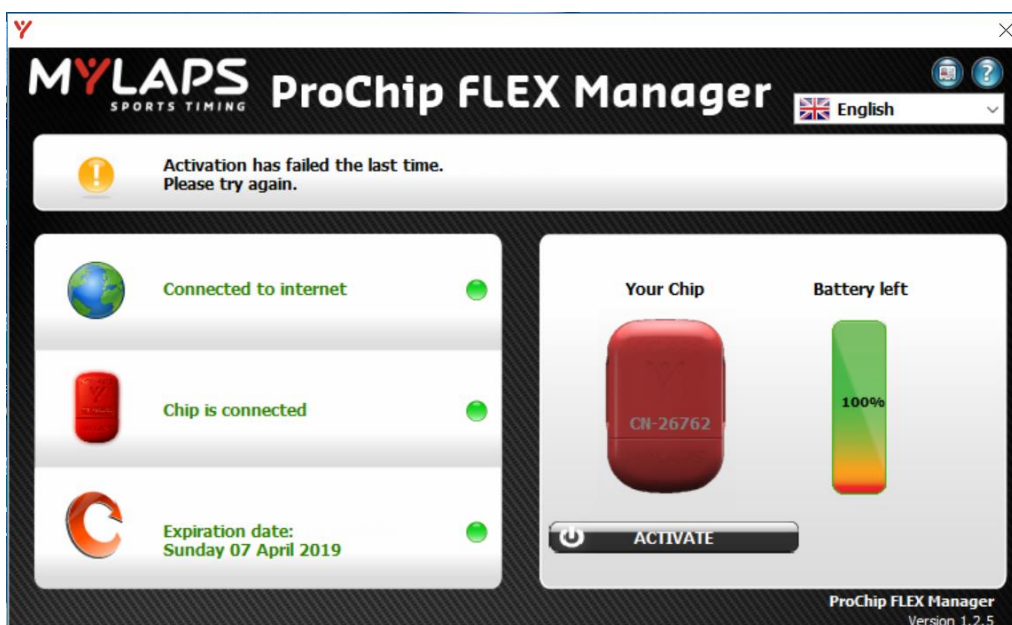 MYLAPS
SPORTS TIMING
ProChip FLEX Manager
English
Activation has failed the last time.
Please try again.
Connected to internet
Chip is connected
Expiration date:
Sunday 07 April 2019
Your Chip
Battery left
CN-26762
100%
ACTIVATE
ProChip FLEX Manager
Version 1.2.5